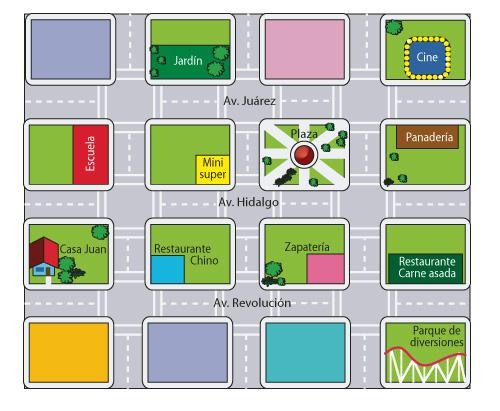 Jardín
Cine
Av. Juárez
Escuela
Mini
super
Plaza
Panadería
Av. Hidalgo
Casa Juan
Restaurante
Chino
Zapatería
Restaurante
Carne asada
Av. Revolución
Parque de
diversiones